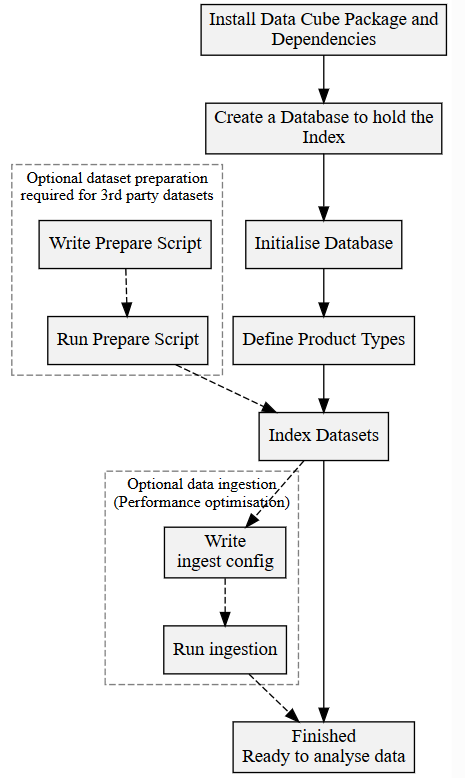 Install Data Cube Package and
Dependencies
Create a Database to hold the
Index
Optional dataset preparation
required for 3rd party datasets
Write Prepare Script
Initialise Database
Run Prepare Script
Define Product Types
Index Datasets
Optional data ingestion
(Performance optimisation)
Write
ingest config
Run ingestion
Finished
Ready to analyse data